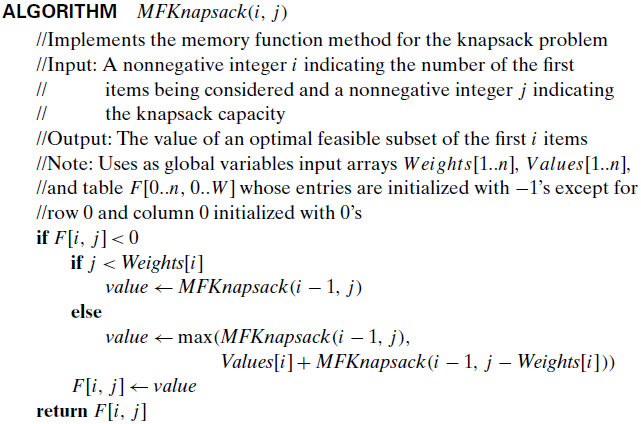 ALGORITHM MFKnapsack(i, j)
//Implements the memory function method for the knapsack problem
//Input: A nonnegative integer i indicating the number of the first
// items being considered and a nonnegative integer j indicating
// the knapsack capacity
//Output: The value of an optimal feasible subset of the first i items
//Note: Uses as global variables input arrays Weights[1..n], Values[1..n],
//and table F[0..n, 0..W] whose entries are initialized with −1's except for
//row 0 and column 0 initialized with 0's
if F[i, j] < 0
if j < Weights[i]
value ← MFKnapsack(i − 1, j)
else
value ← max(MFKnapsack(i − 1, j),
Values[i] + MFKnapsack(i − 1, j − Weights[i]))
F[i, j] ← value
return F[i, j]